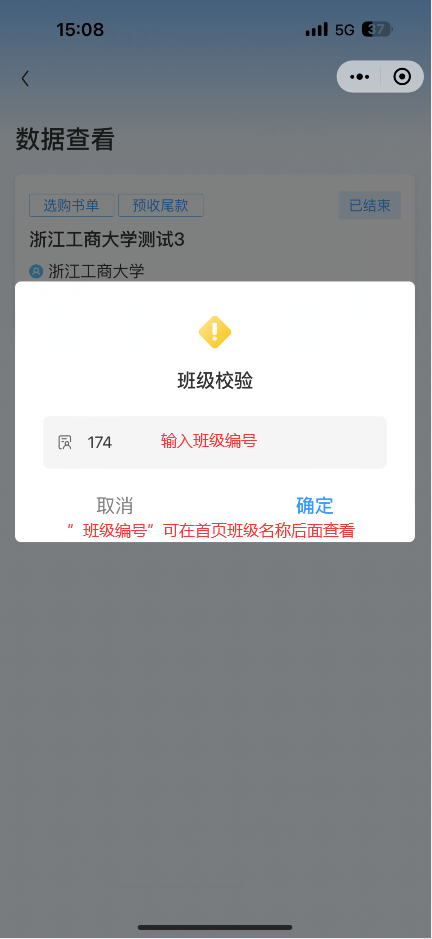 15:08 5G 37
数据查看
选购书单 预收尾款 已结束
浙江工商大学测试3
浙江工商大学
班级校验
174 输入班级编号
取消 确定
“班级编号”可在首页班级名称后面查看